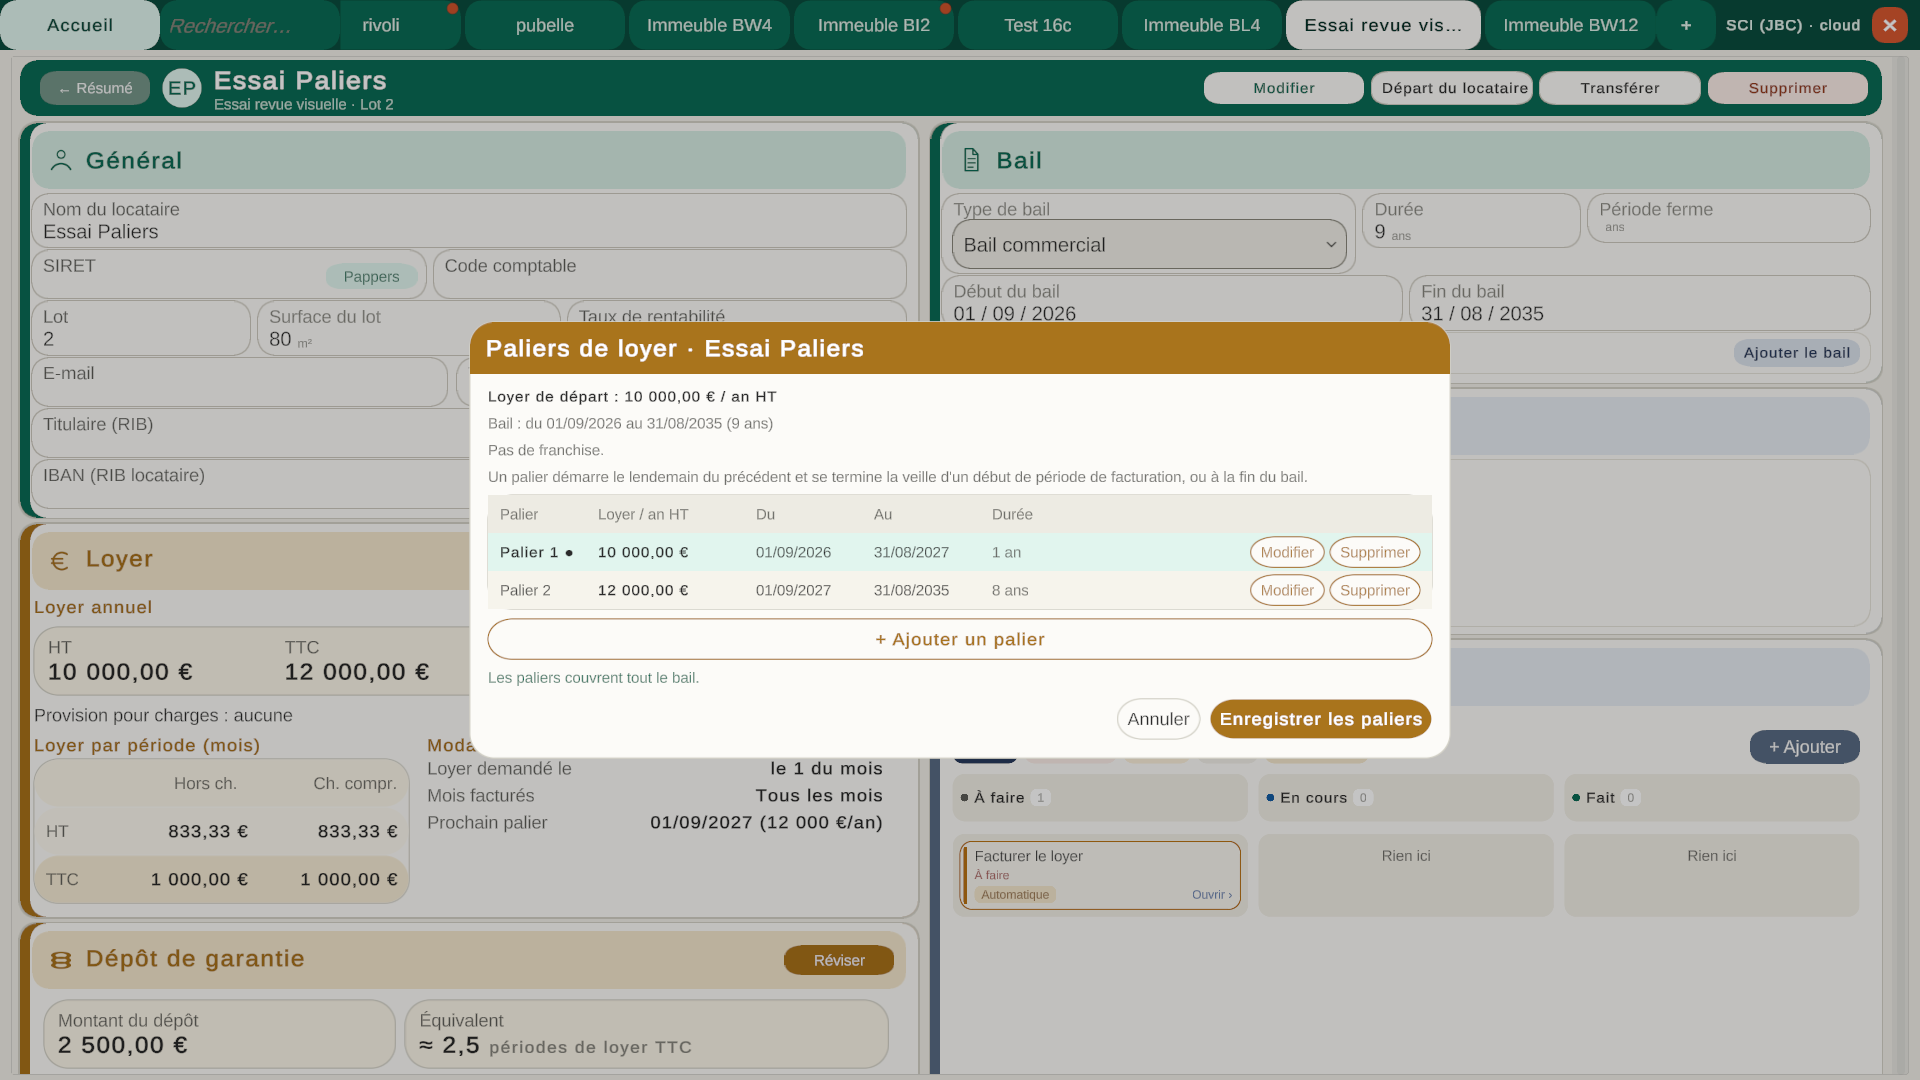 Accueil
Rechercher…
rivoli
pubelle
Immeuble BW4
Immeuble BI2
Test 16c
Immeuble BL4
Essai revue vis…
Immeuble BW12
+
SCI (JBC) · cloud
← Résumé
EP
Essai Paliers
Essai revue visuelle · Lot 2
Modifier
Départ du locataire
Transférer
Supprimer
Général
Nom du locataire
Essai Paliers
SIRET
Pappers
Code comptable
Lot
2
Surface du lot
80 m²
Taux de rentabilité
E-mail
Titulaire (RIB)
IBAN (RIB locataire)
Bail
Type de bail
Bail commercial
Durée
9 ans
Période ferme
ans
Début du bail
01 / 09 / 2026
Fin du bail
31 / 08 / 2035
Ajouter le bail
Paliers de loyer · Essai Paliers
Loyer de départ : 10 000,00 € / an HT
Bail : du 01/09/2026 au 31/08/2035 (9 ans)
Pas de franchise.
Un palier démarre le lendemain du précédent et se termine la veille d'un début de période de facturation, ou à la fin du bail.
Palier Loyer / an HT Du Au Durée
Palier 1 ● 10 000,00 € 01/09/2026 31/08/2027 1 an Modifier Supprimer
Palier 2 12 000,00 € 01/09/2027 31/08/2035 8 ans Modifier Supprimer
+ Ajouter un palier
Les paliers couvrent tout le bail.
Annuler
Enregistrer les paliers
Loyer
Loyer annuel
HT
10 000,00 €
TTC
12 000,00 €
Provision pour charges : aucune
Loyer par période (mois)
Hors ch. Ch. compr.
HT 833,33 € 833,33 €
TTC 1 000,00 € 1 000,00 €
Moda
Loyer demandé le le 1 du mois
Mois facturés Tous les mois
Prochain palier 01/09/2027 (12 000 €/an)
Dépôt de garantie
Réviser
Montant du dépôt
2 500,00 €
Équivalent
≈ 2,5 périodes de loyer TTC
+ Ajouter
À faire 1
En cours 0
Fait 0
Facturer le loyer
À faire
Automatique
Ouvrir ›
Rien ici
Rien ici